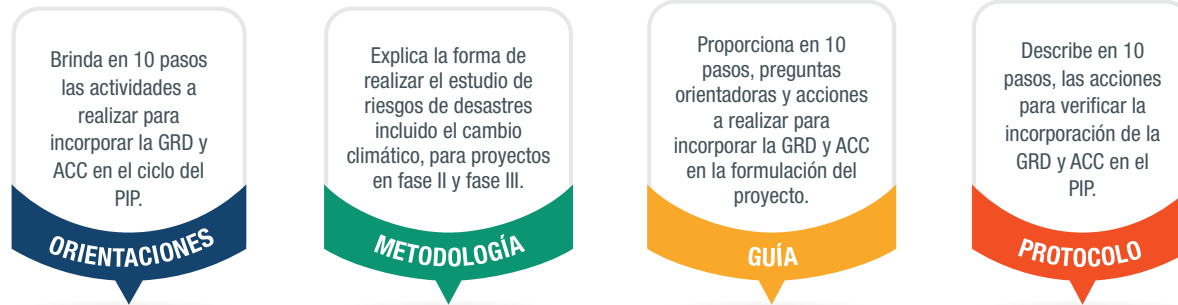 Brinda en 10 pasos
las actividades a
realizar para
incorporar la GRD y
ACC en el ciclo del
PIP.
ORIENTACIONES
Explica la forma de
realizar el estudio de
riesgos de desastres
incluido el cambio
climático, para proyectos
en fase II y fase III.
METODOLOGÍA
Proporciona en 10
pasos, preguntas
orientadoras y acciones
a realizar para
incorporar la GRD y ACC
en la formulación del
proyecto.
GUÍA
Describe en 10
pasos, las acciones
para verificar la
incorporación de la
GRD y ACC en el
PIP.
PROTOCOLO